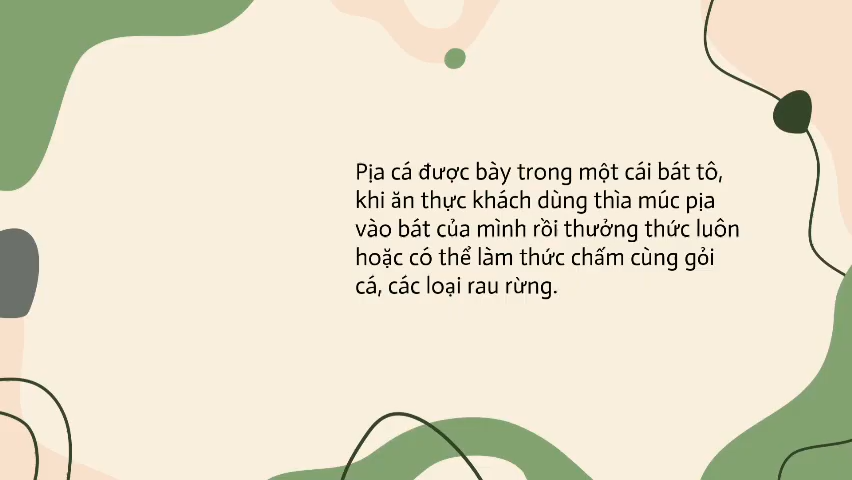 Pịa cá được bày trong một cái bát tô,
khi ăn thực khách dùng thìa múc pịa
vào bát của mình rồi thưởng thức luôn
hoặc có thể làm thức chấm cùng gỏi
cá, các loại rau rừng.